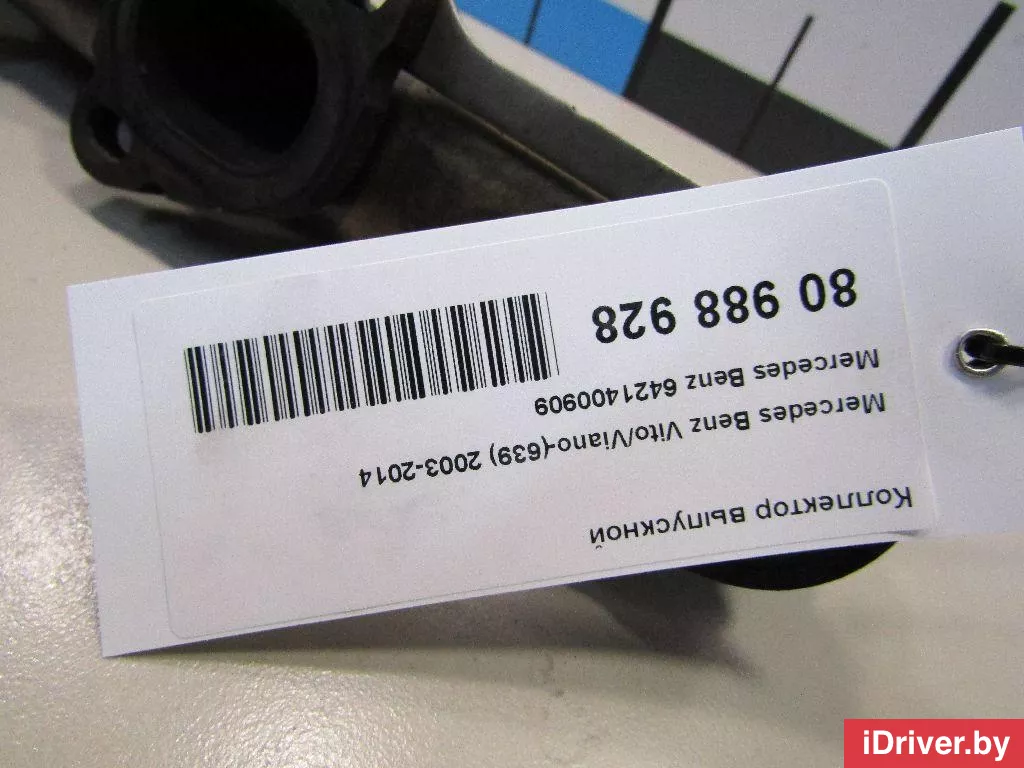 Коллектор выпускной
Mercedes Benz Vito/Viano-(639) 2003-2014
Mercedes Benz 6421400909
80 988 928
iDriver.by